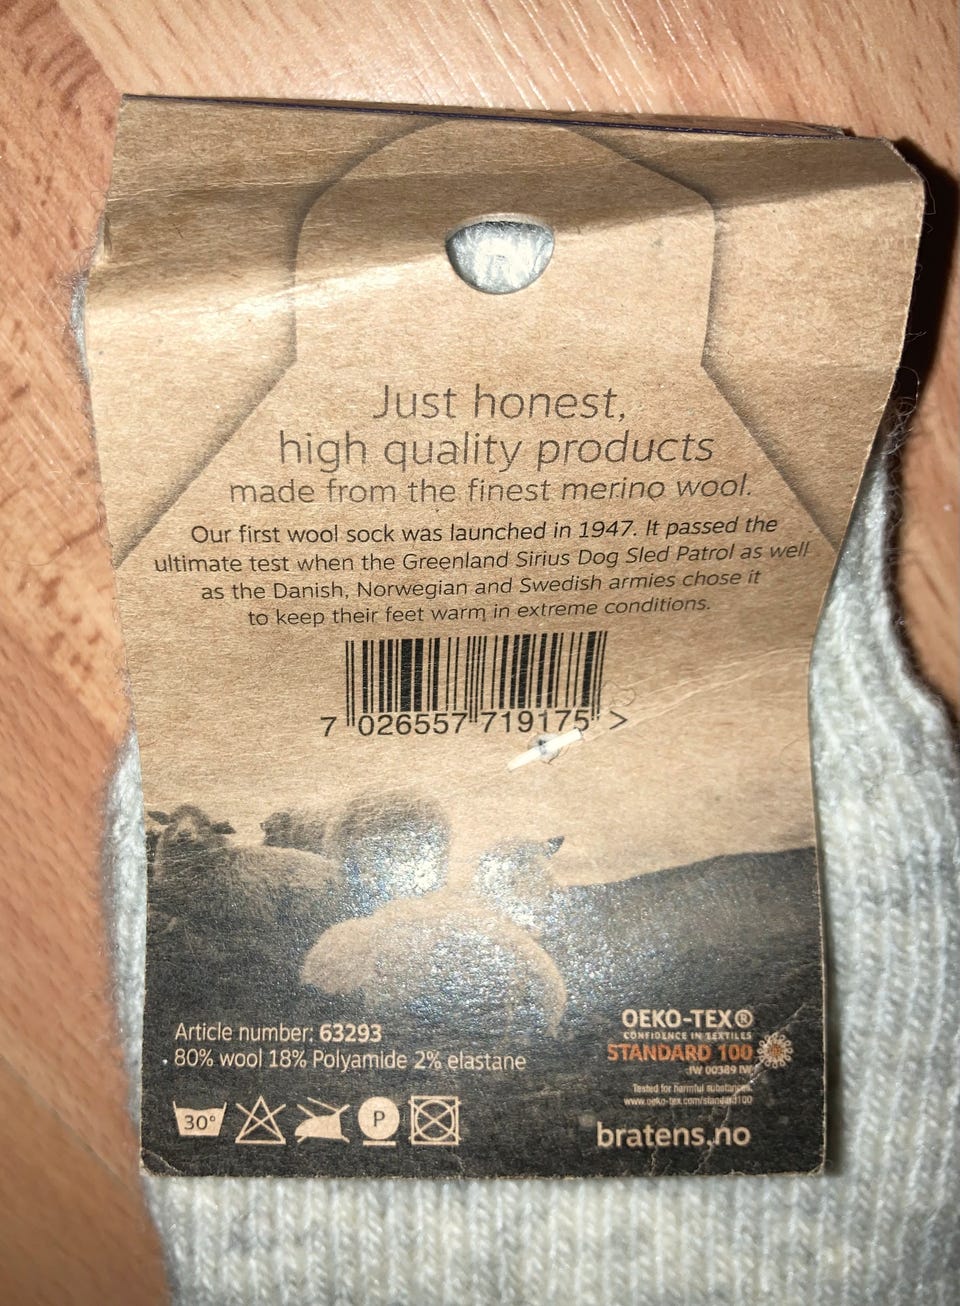 Just honest,
high quality products
made from the finest merino wool.
Our first wool sock was launched in 1947. It passed the
ultimate test when the Greenland Sirius Dog Sled Patrol as well
as the Danish, Norwegian and Swedish armies chose it
to keep their feet warm in extreme conditions.
7 026557 719175 >
Article number: 63293
80% wool 18% Polyamide 2% elastane
30° P
OEKO-TEX®
CONFIDENCE IN TEXTILES
STANDARD 100
IW 00389 IW
Tested for harmful substances.
www.oeko-tex.com/standard100
bratens.no